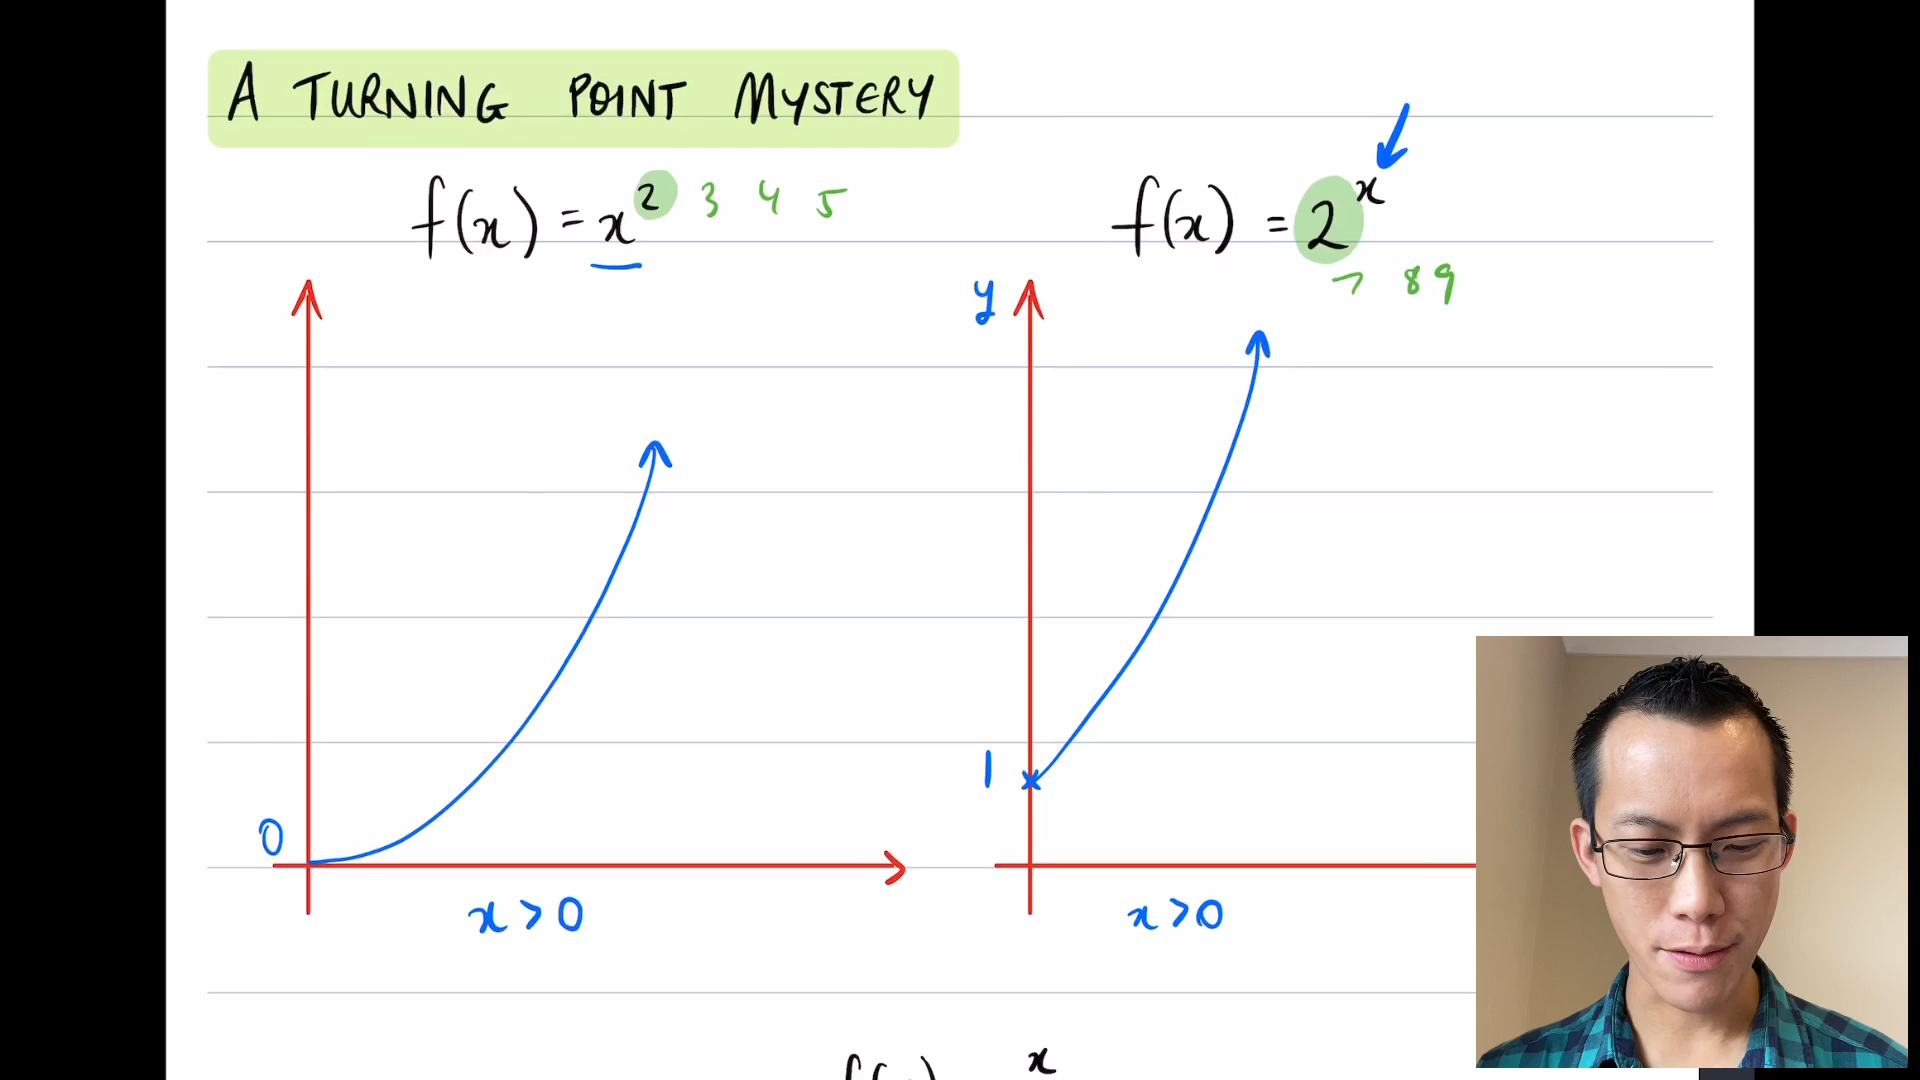 A TURNING POINT MYSTERY
f(x) = x² 3 4 5
f(x) = 2ˣ
7 8 9
y
1
0
x > 0
x > 0
x